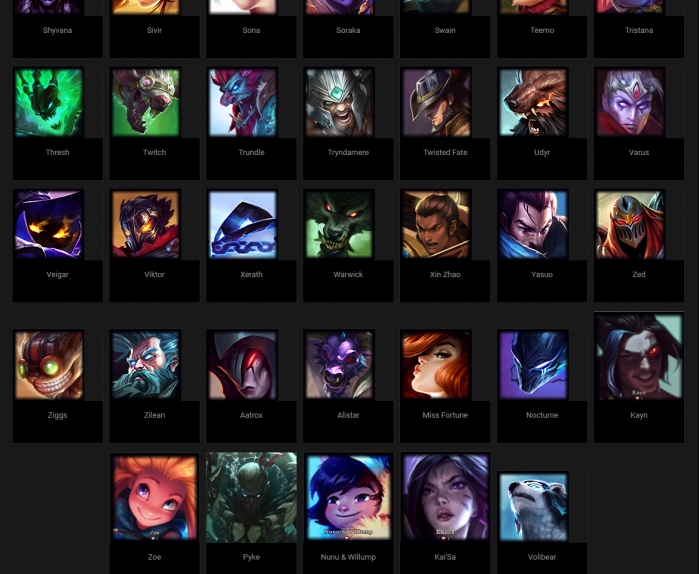 Shyvana Sivir Sona Soraka Swain Teemo Tristana
Thresh Twitch Trundle Tryndamere Twisted Fate Udyr Varus
Veigar Viktor Xerath Warwick Xin Zhao Yasuo Zed
Kayn
Ziggs Zilean Aatrox Alistar Miss Fortune Nocturne Kayn
Zoe Nunu & Willump Kai'Sa
Zoe Pyke Nunu & Willump Kai'Sa Volibear